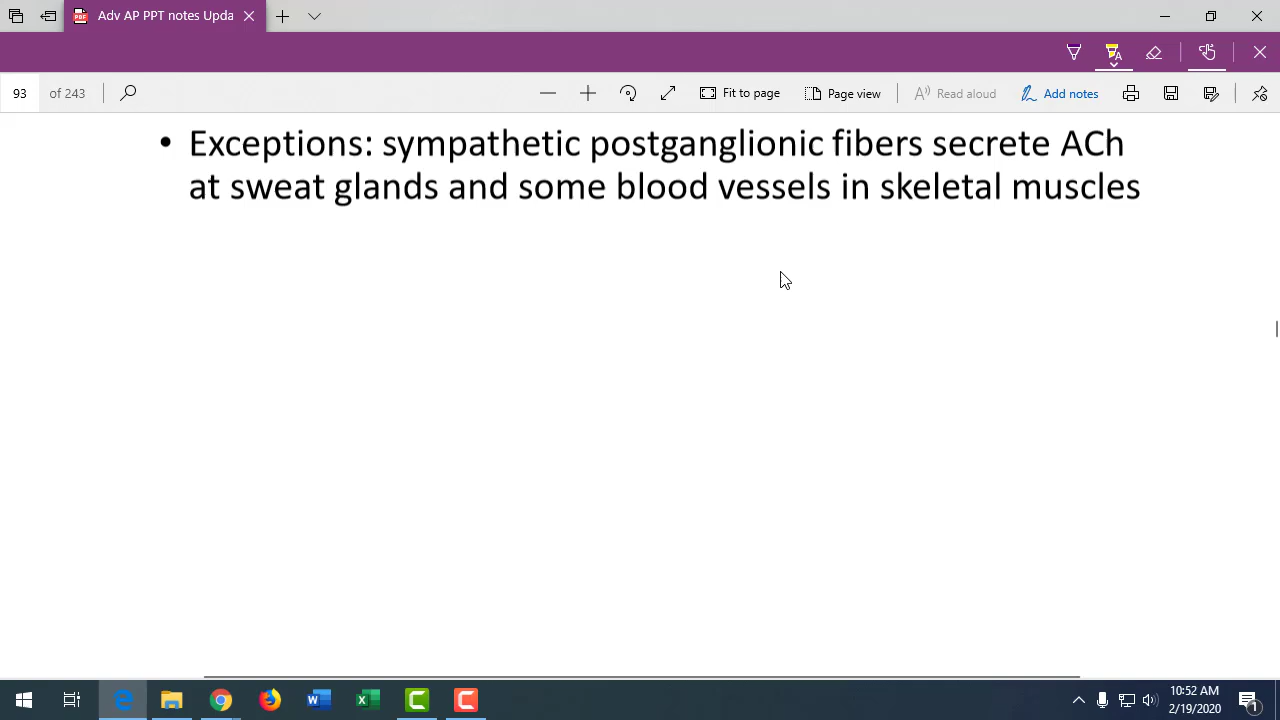 Adv AP PPT notes Upda
93 of 243 Fit to page Page view Read aloud Add notes
• Exceptions: sympathetic postganglionic fibers secrete ACh
at sweat glands and some blood vessels in skeletal muscles
10:52 AM
2/19/2020